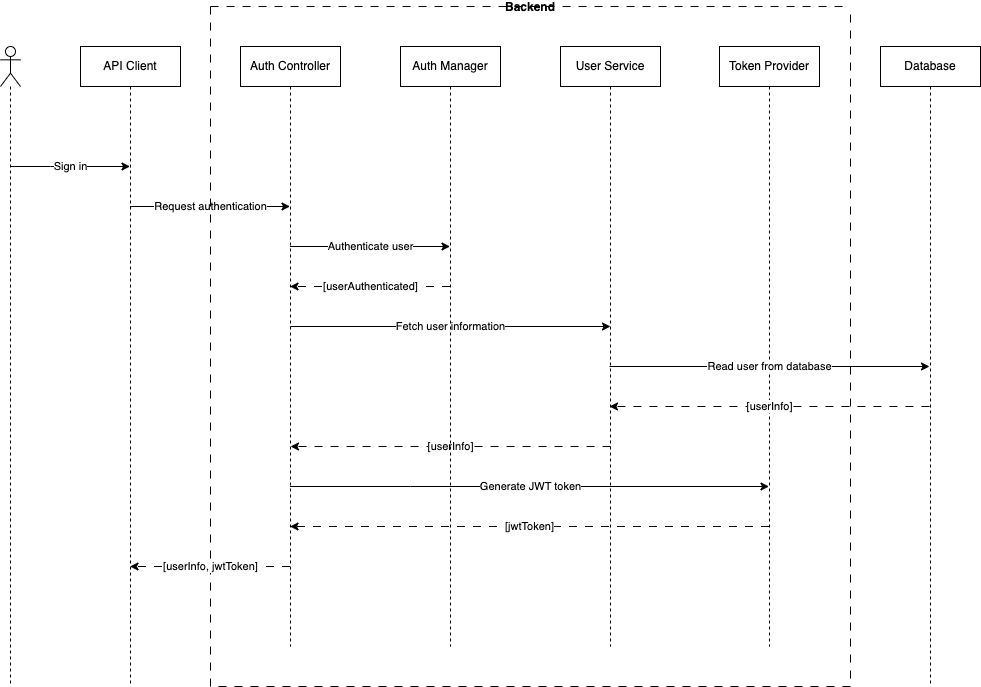 Backend
API Client
Auth Controller
Auth Manager
User Service
Token Provider
Database
Sign in
Request authentication
Authenticate user
[userAuthenticated]
Fetch user information
Read user from database
{userInfo]
{userInfo]
Generate JWT token
[jwtToken]
[userInfo, jwtToken]